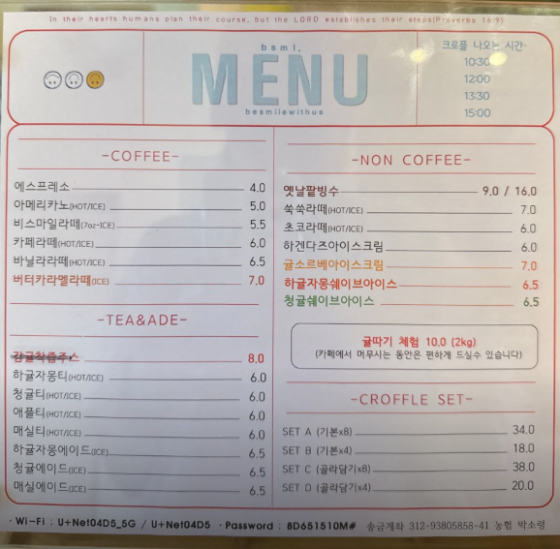 In their hearts humans plan their course, but the LORD establishes their steps(Proverbs 16:9)
besml,
MENU
besmilewithus
크로플 나오는 시간
10:30
12:00
13:30
15:00
-COFFEE-
에스프레소 4.0
아메리카노(HOT/ICE) 5.0
비스마일라떼(7oz-ICE) 5.5
카페라떼(HOT/ICE) 6.0
바닐라라떼(HOT/ICE) 6.5
버터카라멜라떼(ICE) 7.0
-TEA&ADE-
감귤착즙주스 8.0
하귤자몽티(HOT/ICE) 6.0
청귤티(HOT/ICE) 6.0
애플티(HOT/ICE) 6.0
매실티(HOT/ICE) 6.0
하귤자몽에이드(ICE) 6.5
청귤에이드(ICE) 6.5
매실에이드(ICE) 6.5
-NON COFFEE-
옛날팥빙수 9.0 / 16.0
쑥쑥라떼(HOT/ICE) 7.0
초코라떼(HOT/ICE) 6.0
하겐다즈아이스크림 6.0
귤소르베아이스크림 7.0
하귤자몽쉐이브아이스 6.5
청귤쉐이브아이스 6.5
귤따기 체험 10.0 (2kg)
(카페에서 머무시는 동안은 편하게 드실수 있습니다)
-CROFFLE SET-
SET A (기본x8) 34.0
SET B (기본x4) 18.0
SET C (골라담기x8) 38.0
SET D (골라담기x4) 20.0
· Wi-Fi : U+Net04D5_5G / U+Net04D5 · Password : 8D651510M# 송금계좌 312-93805858-41 농협 박소령